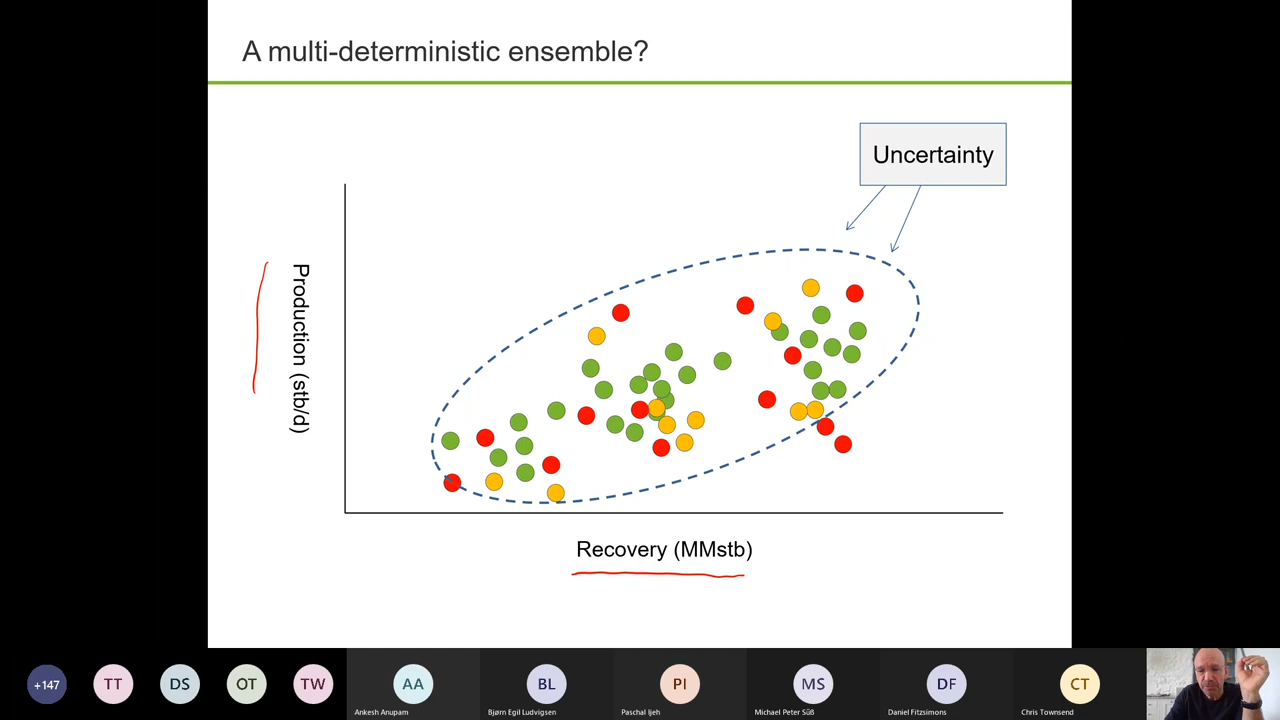 A multi-deterministic ensemble?
Uncertainty
Production (stb/d)
Recovery (MMstb)
+147
TT
DS
OT
TW
AA
BL
PI
MS
DF
CT
Ankesh Anupam
Bjørn Egil Ludvigsen
Paschal Ijeh
Michael Peter Süß
Daniel Fitzsimons
Chris Townsend